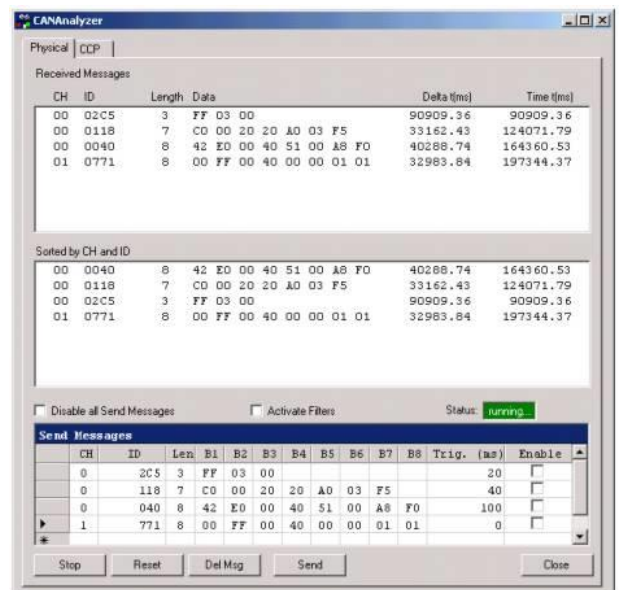 CANAnalyzer
Physical CCP
Received Messages
CH ID Length Data Delta t(ms) Time t(ms)
00 02C5 3 FF 03 00 90909.36 90909.36
00 0118 7 C0 00 20 20 A0 03 F5 33162.43 124071.79
00 0040 8 42 E0 00 40 51 00 A8 F0 40288.74 164360.53
01 0771 8 00 FF 00 40 00 00 01 01 32983.84 197344.37
Sorted by CH and ID
00 0040 8 42 E0 00 40 51 00 A8 F0 40288.74 164360.53
00 0118 7 C0 00 20 20 A0 03 F5 33162.43 124071.79
00 02C5 3 FF 03 00 90909.36 90909.36
01 0771 8 00 FF 00 40 00 00 01 01 32983.84 197344.37
Disable all Send Messages Activate Filters Status: running...
Send Messages
CH ID Len B1 B2 B3 B4 B5 B6 B7 B8 Trig. (ms) Enable
0 2C5 3 FF 03 00 20
0 118 7 C0 00 20 20 A0 03 F5 40
0 040 8 42 E0 00 40 51 00 A8 F0 100
1 771 8 00 FF 00 40 00 00 01 01 0
Stop Reset Del Msg Send Close